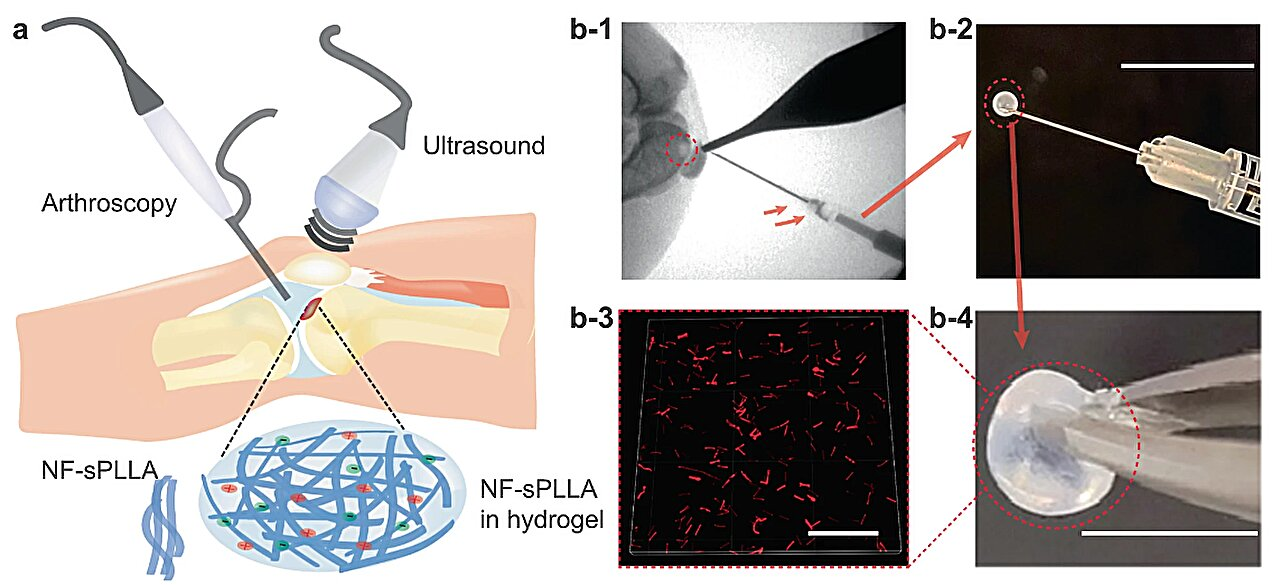 a
Arthroscopy
Ultrasound
NF-sPLLA
NF-sPLLA
in hydrogel
b-1
b-2
b-3
b-4